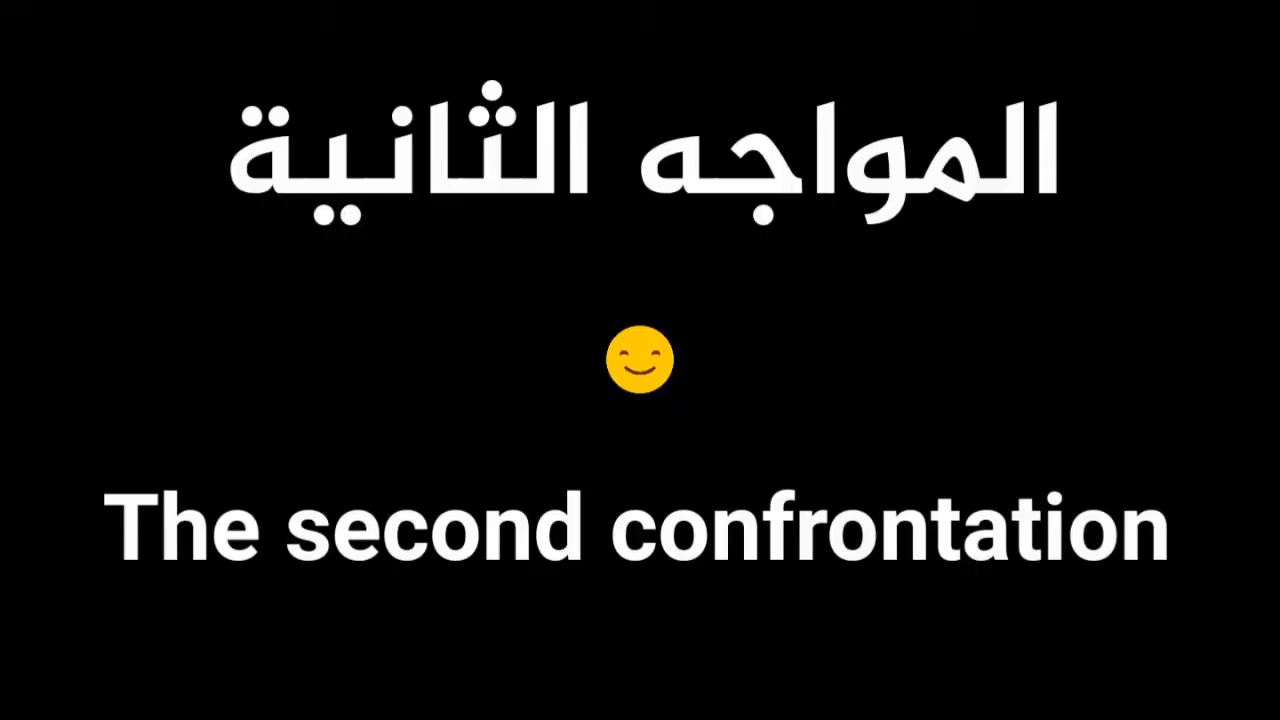 المواجه الثانية
😊
The second confrontation